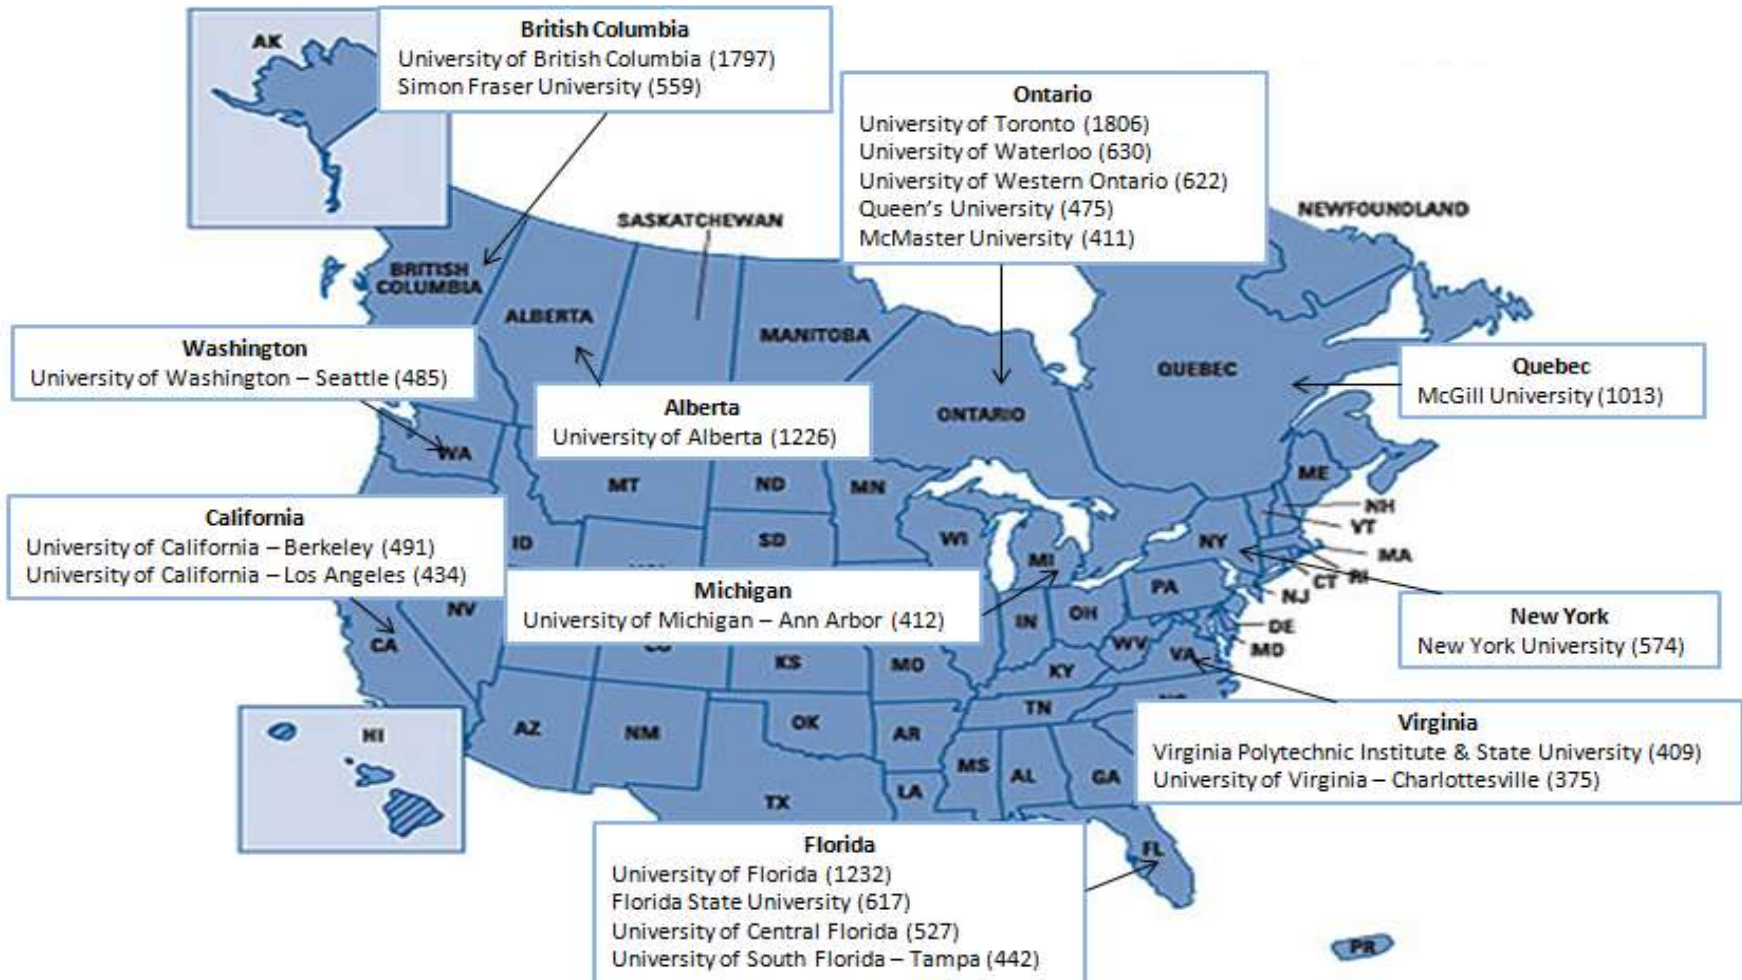 AK
British Columbia
University of British Columbia (1797)
Simon Fraser University (559)
Ontario
University of Toronto (1806)
University of Waterloo (630)
University of Western Ontario (622)
Queen's University (475)
McMaster University (411)
SASKATCHEWAN
NEWFOUNDLAND
BRITISH
COLUMBIA
ALBERTA
MANITOBA
QUEBEC
ONTARIO
Washington
University of Washington – Seattle (485)
Quebec
McGill University (1013)
Alberta
University of Alberta (1226)
WA
MT
ND
MN
ME
NH
VT
California
University of California – Berkeley (491)
University of California – Los Angeles (434)
ID
SD
WI
MI
NY
MA
CT
RI
Michigan
University of Michigan – Ann Arbor (412)
PA
NJ
New York
New York University (574)
NV
IN
OH
DE
MD
CA
KS
MO
WV
VA
KY
TN
HI
AZ
NM
OK
AR
Virginia
Virginia Polytechnic Institute & State University (409)
University of Virginia – Charlottesville (375)
MS
AL
GA
TX
LA
Florida
University of Florida (1232)
Florida State University (617)
University of Central Florida (527)
University of South Florida – Tampa (442)
FL
PR